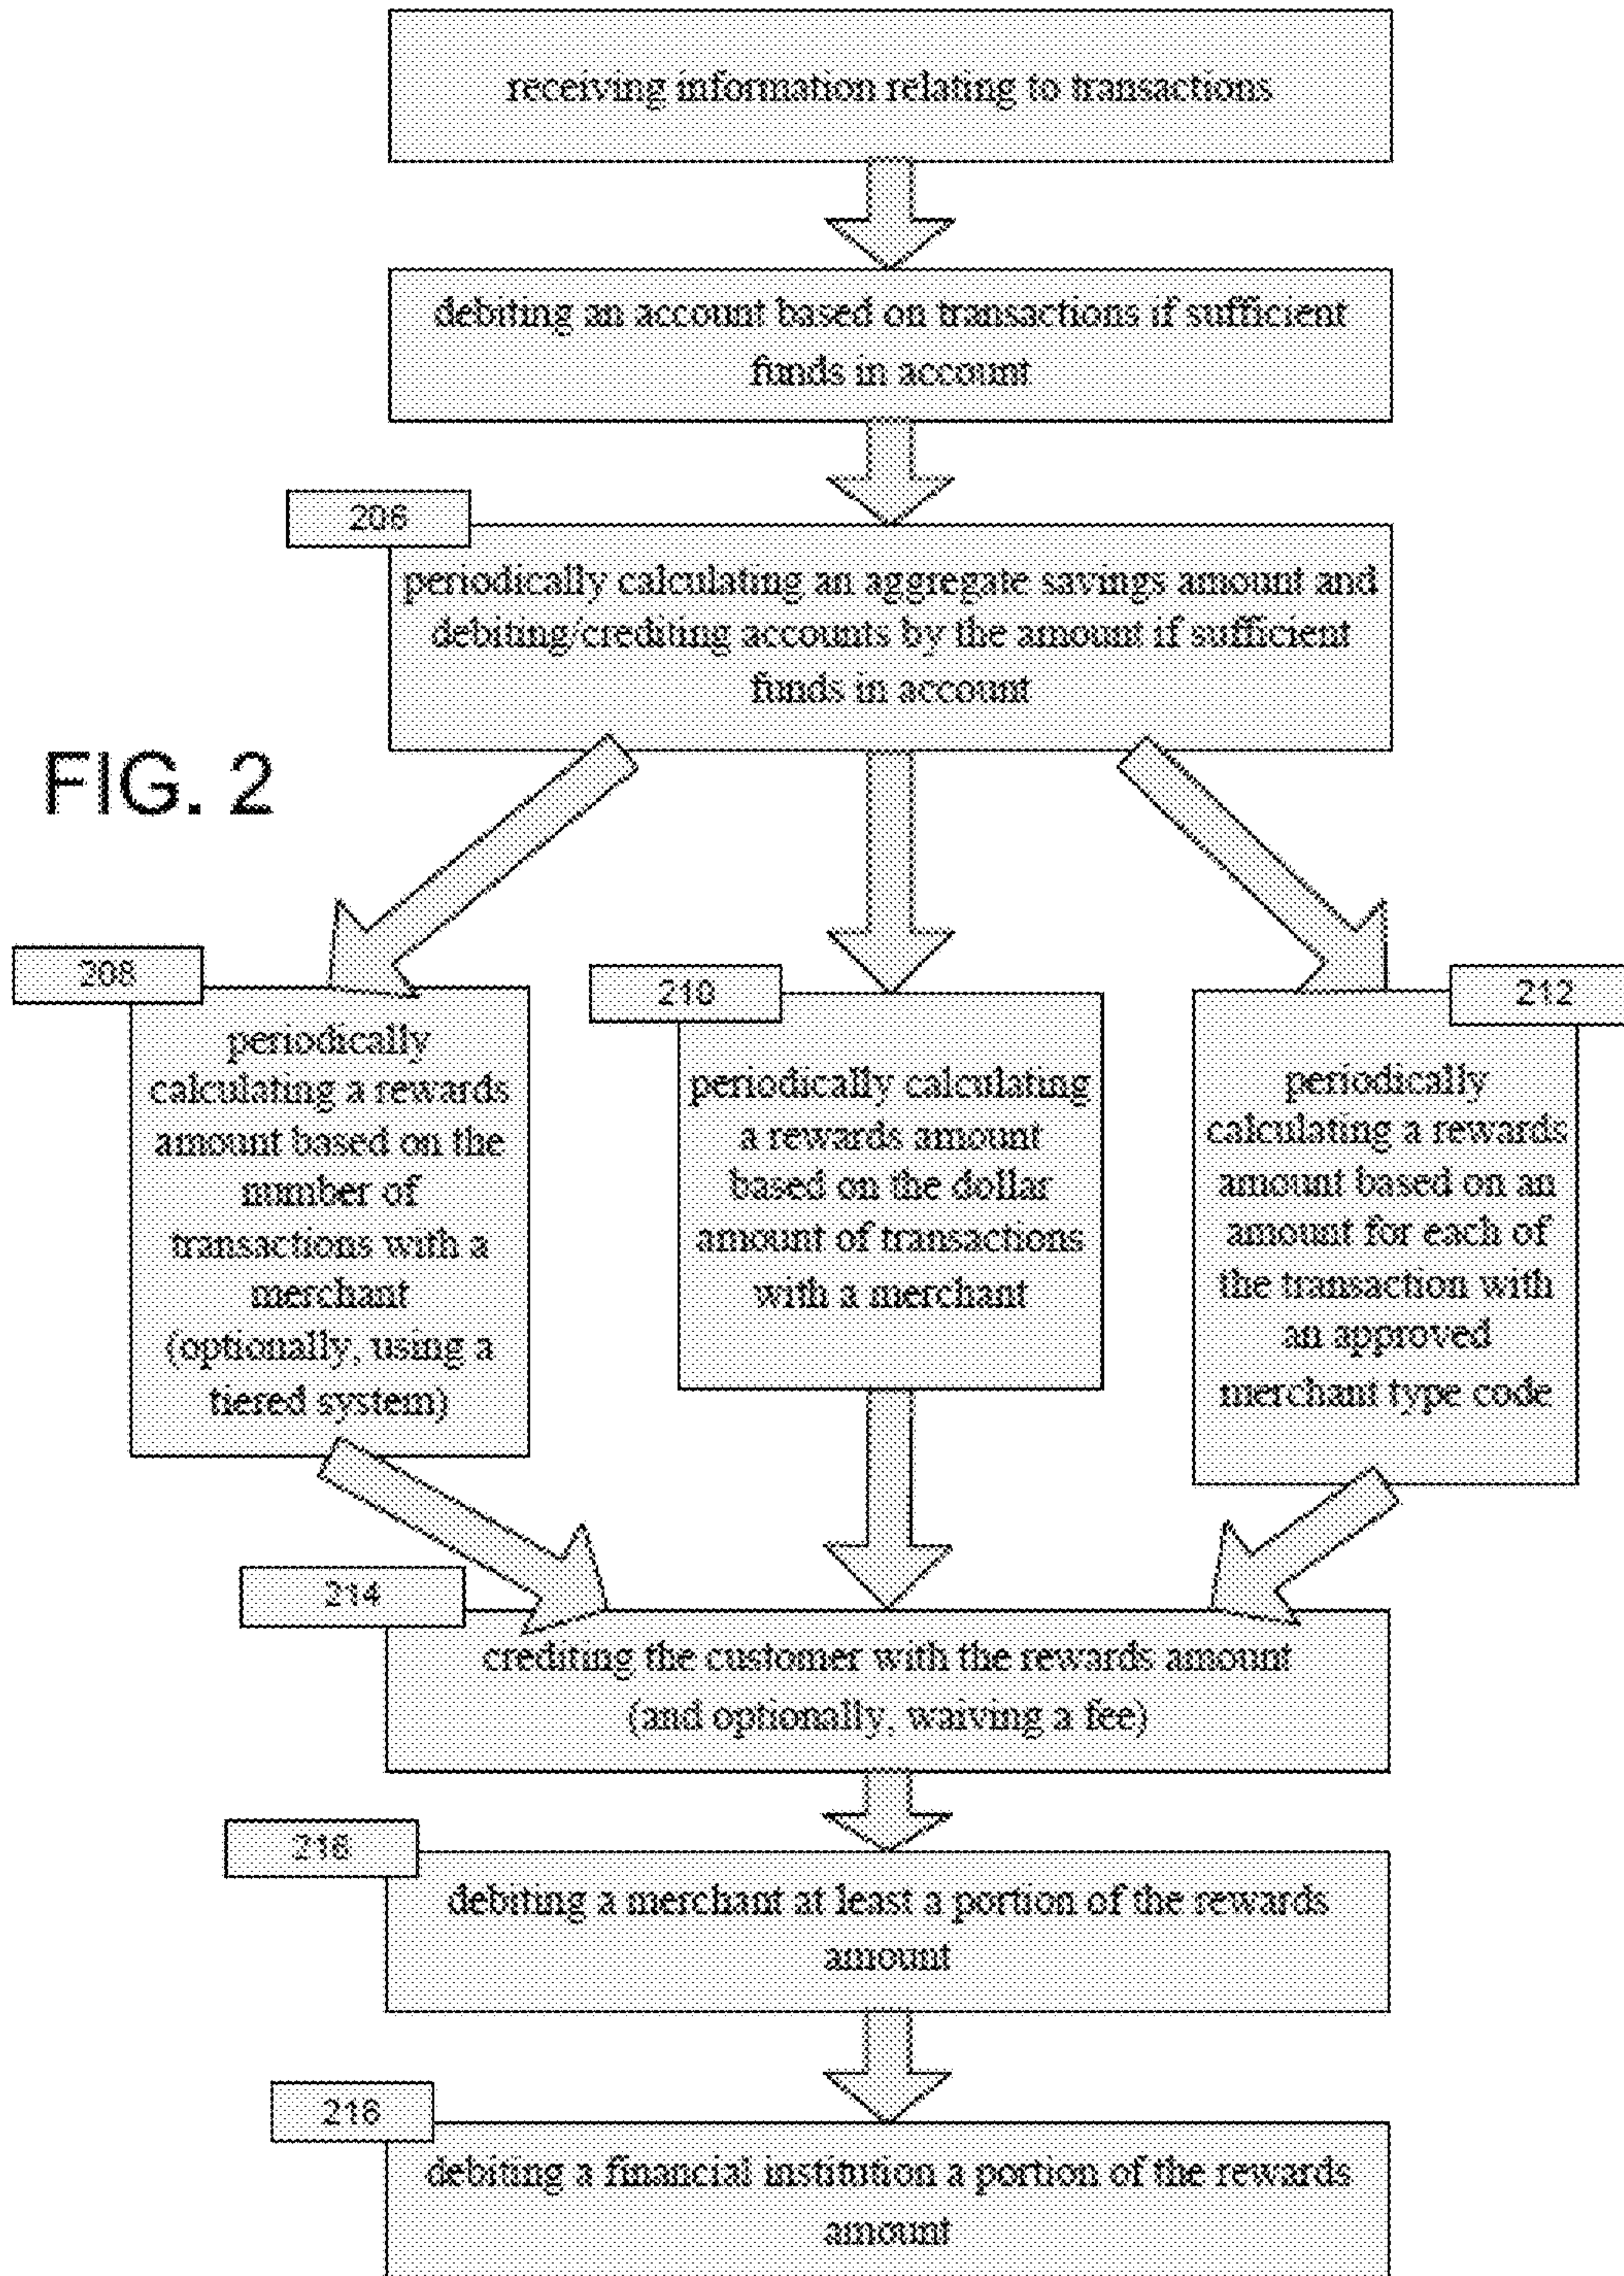 receiving information relating to transactions
debiting an account based on transactions if sufficient
funds in account
206
periodically calculating an aggregate savings amount and
debiting/crediting accounts by the amount if sufficient
funds in account
FIG. 2
208
periodically
calculating a rewards
amount based on the
number of
transactions with a
merchant
(optionally, using a
tiered system)
210
periodically calculating
a rewards amount
based on the dollar
amount of transactions
with a merchant
212
periodically
calculating a rewards
amount based on an
amount for each of
the transaction with
an approved
merchant type code
214
crediting the customer with the rewards amount
(and optionally, waiving a fee)
216
debiting a merchant at least a portion of the rewards
amount
218
debiting a financial institution a portion of the rewards
amount